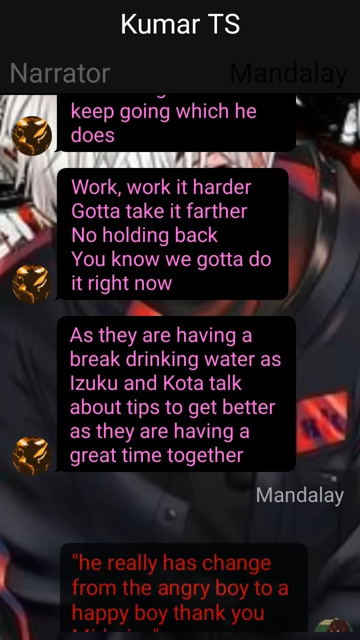 Kumar TS
Narrator
Mandalay
keep going which he
does
Work, work it harder
Gotta take it farther
No holding back
You know we gotta do
it right now
As they are having a
break drinking water as
Izuku and Kota talk
about tips to get better
as they are having a
great time together
Mandalay
"he really has change
from the angry boy to a
happy boy thank you